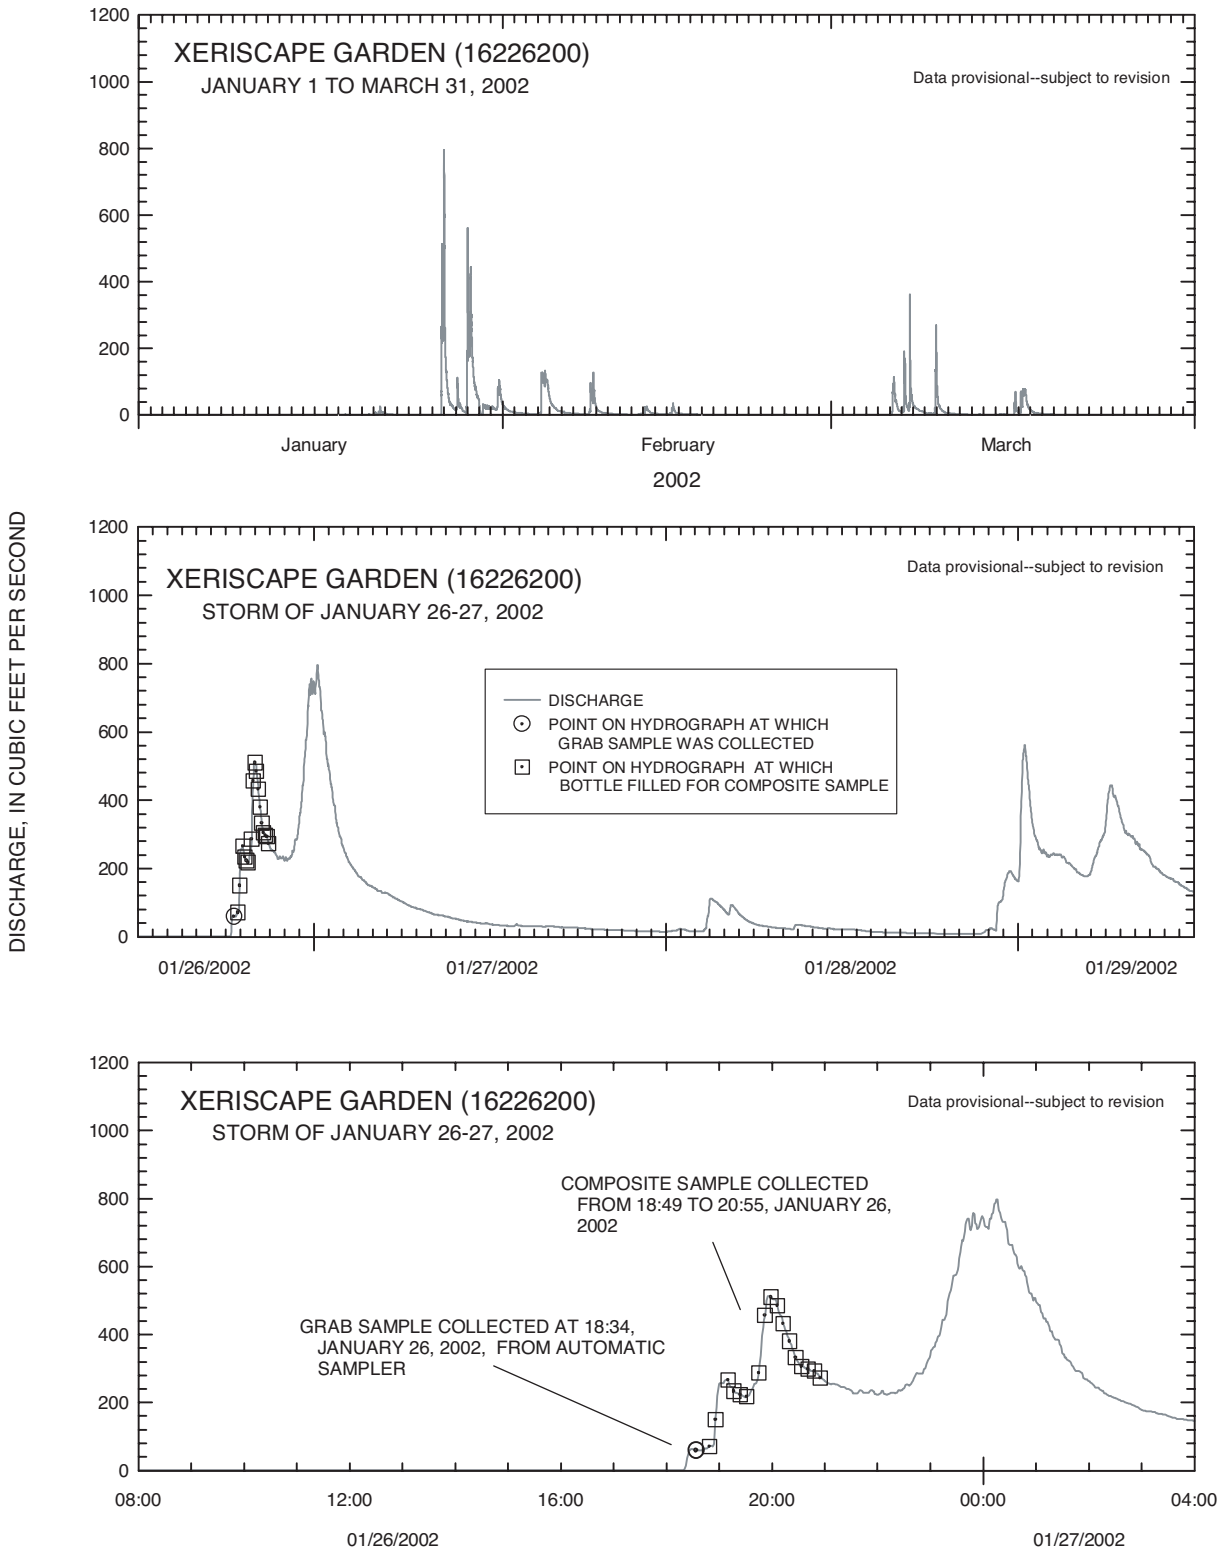 DISCHARGE, IN CUBIC FEET PER SECOND
XERISCAPE GARDEN (16226200)
JANUARY 1 TO MARCH 31, 2002
Data provisional--subject to revision
1200
1000
800
600
400
200
0
January
February
March
2002
XERISCAPE GARDEN (16226200)
STORM OF JANUARY 26-27, 2002
Data provisional--subject to revision
DISCHARGE
POINT ON HYDROGRAPH AT WHICH
GRAB SAMPLE WAS COLLECTED
POINT ON HYDROGRAPH AT WHICH
BOTTLE FILLED FOR COMPOSITE SAMPLE
1200
1000
800
600
400
200
0
01/26/2002
01/27/2002
01/28/2002
01/29/2002
XERISCAPE GARDEN (16226200)
STORM OF JANUARY 26-27, 2002
Data provisional--subject to revision
COMPOSITE SAMPLE COLLECTED
FROM 18:49 TO 20:55, JANUARY 26,
2002
GRAB SAMPLE COLLECTED AT 18:34,
JANUARY 26, 2002, FROM AUTOMATIC
SAMPLER
1200
1000
800
600
400
200
0
08:00
12:00
16:00
20:00
00:00
04:00
01/26/2002
01/27/2002